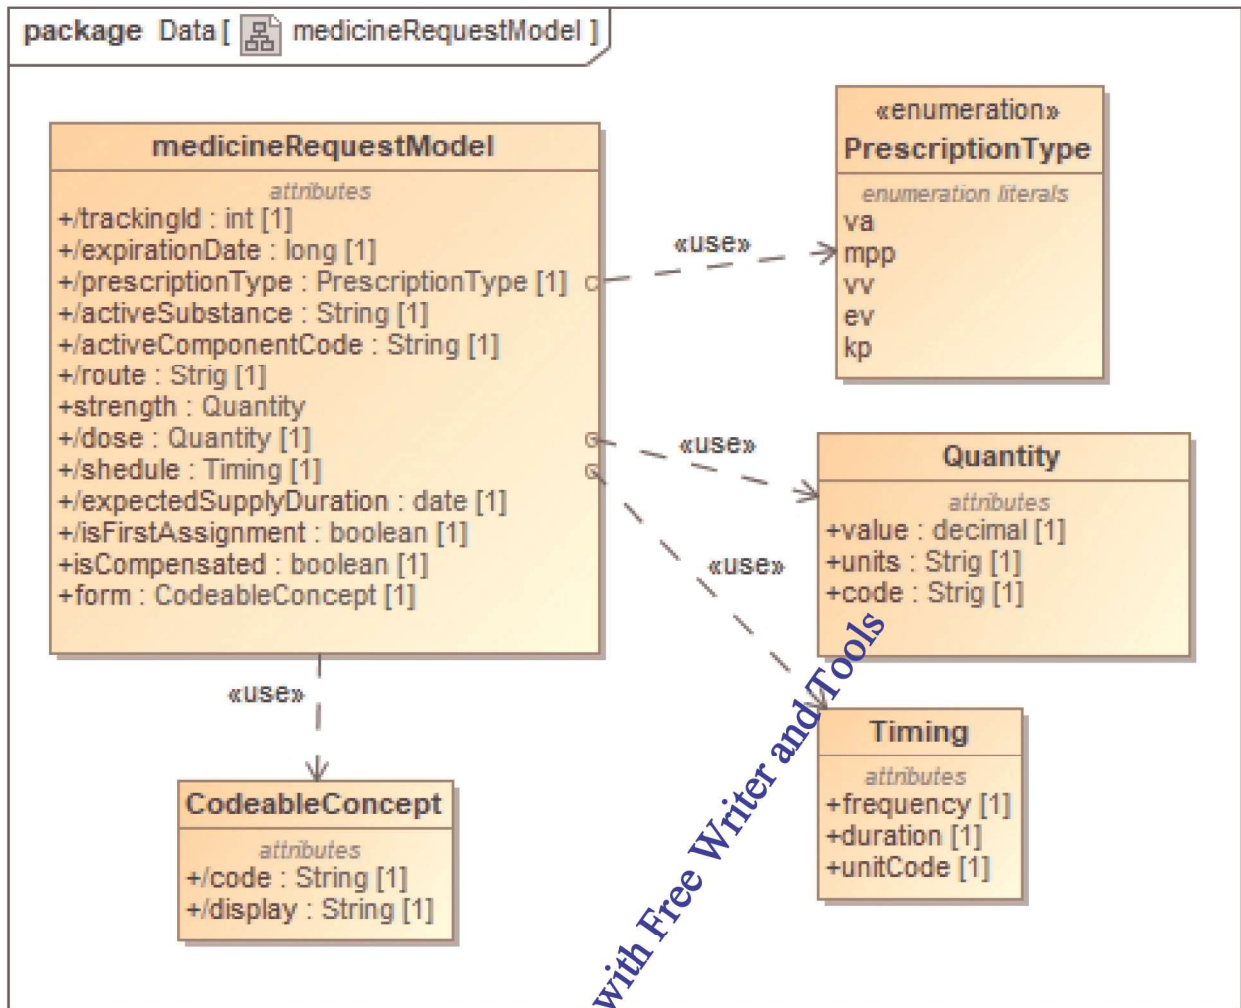 package Data [ medicineRequestModel ]
medicineRequestModel
attributes
+/trackingId : int [1]
+/expirationDate : long [1]
+/prescriptionType : PrescriptionType [1]
+/activeSubstance : String [1]
+/activeComponentCode : String [1]
+/route : Strig [1]
+strength : Quantity
+/dose : Quantity [1]
+/shedule : Timing [1]
+/expectedSupplyDuration : date [1]
+/isFirstAssignment : boolean [1]
+isCompensated : boolean [1]
+form : CodeableConcept [1]
«use»
«enumeration»
PrescriptionType
enumeration literals
va
mpp
vv
ev
kp
«use»
Quantity
attributes
+value : decimal [1]
+units : Strig [1]
+code : Strig [1]
«use»
Timing
attributes
+frequency [1]
+duration [1]
+unitCode [1]
«use»
CodeableConcept
attributes
+/code : String [1]
+/display : String [1]
with Free Writer and Tools